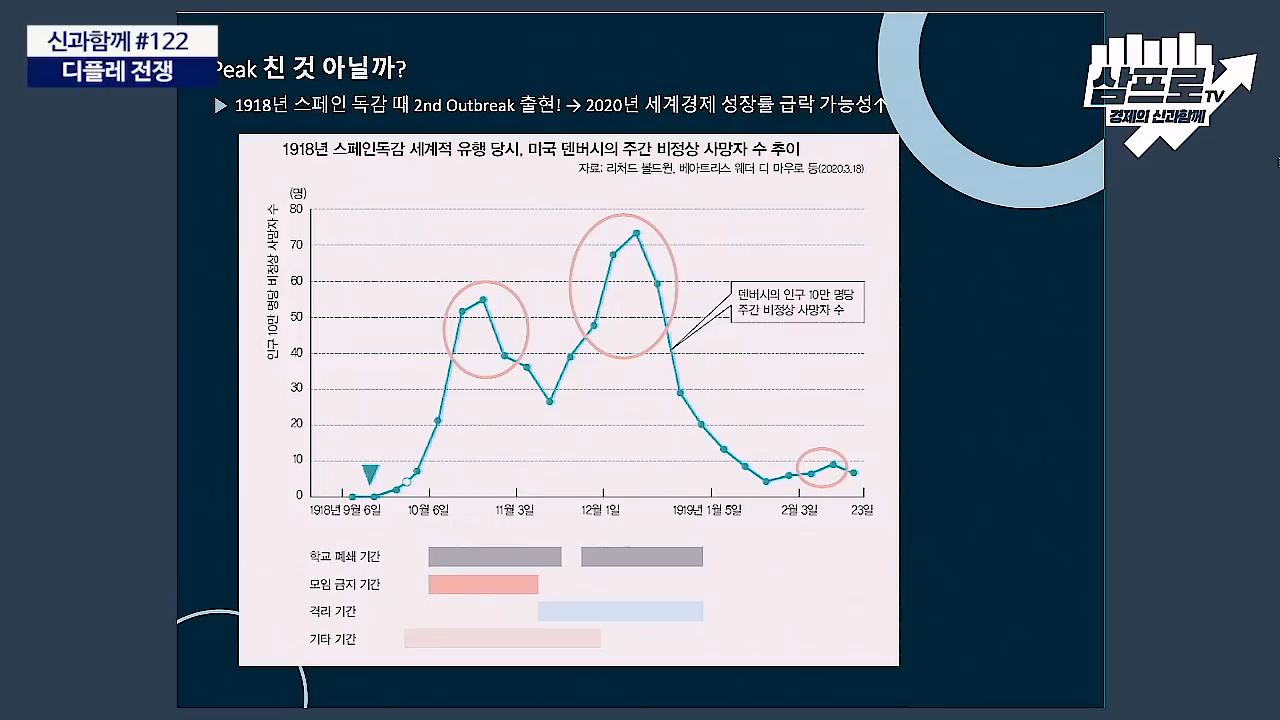 신과함께 #122
디플레 전쟁
삼프로TV
경제의 신과함께
Peak 친 것 아닐까?
▶ 1918년 스페인 독감 때 2nd Outbreak 출현! → 2020년 세계경제 성장률 급락 가능성↑
1918년 스페인독감 세계적 유행 당시, 미국 덴버시의 주간 비정상 사망자 수 추이
자료: 리처드 볼드윈, 베아트리스 웨더 디 마우로 등(2020.3.18)
(명)
인구 10만 명당 비정상 사망자 수
80
70
60
50
40
30
20
10
0
덴버시의 인구 10만 명당
주간 비정상 사망자 수
1918년 9월 6일 10월 6일 11월 3일 12월 1일 1919년 1월 5일 2월 3일 23일
학교 폐쇄 기간
모임 금지 기간
격리 기간
기타 기간